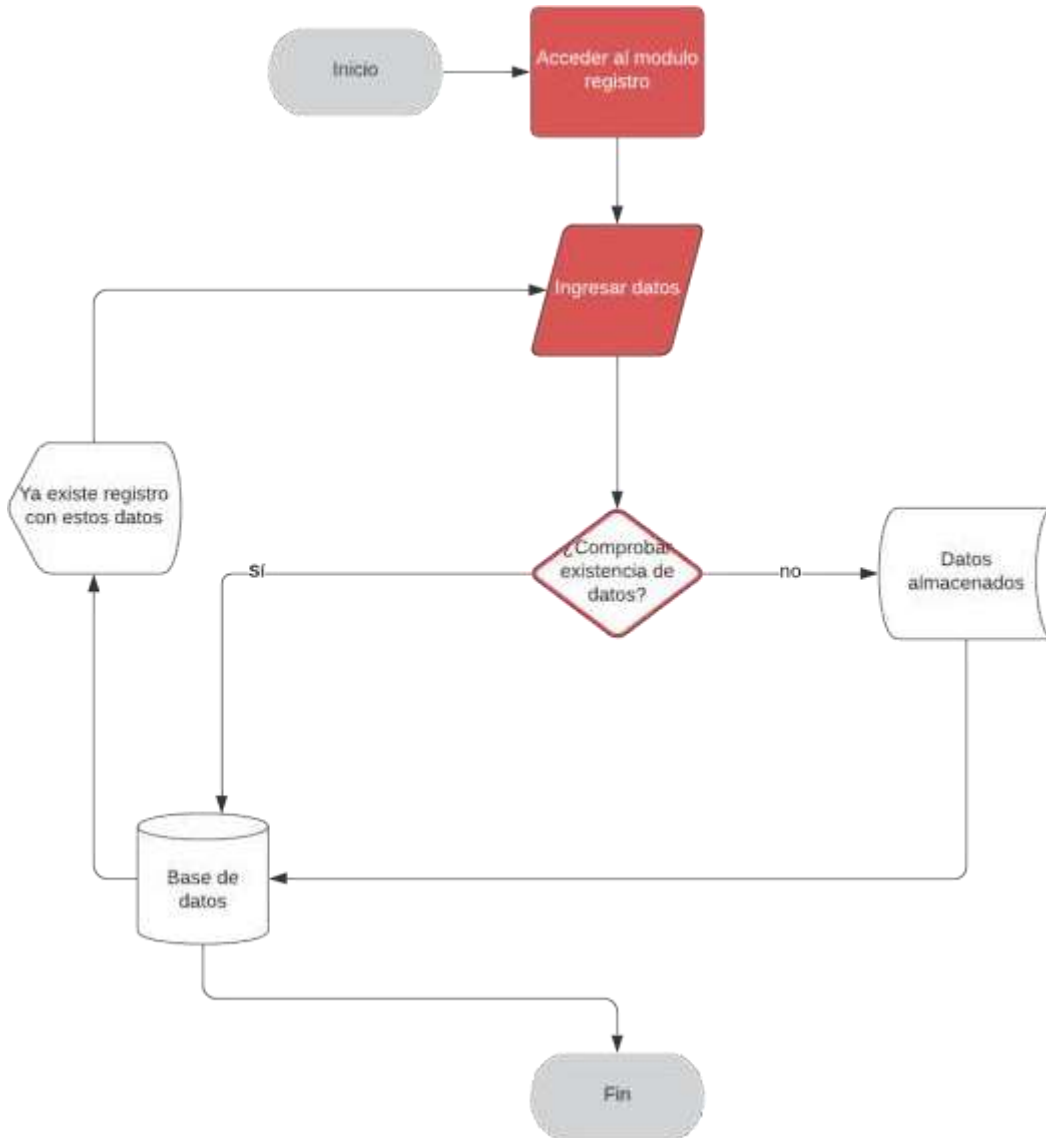 Inicio
Acceder al modulo
registro
Ingresar datos
Ya existe registro
con estos datos
¿Comprobar
existencia de
datos?
sí
no
Datos
almacenados
Base de
datos
Fin